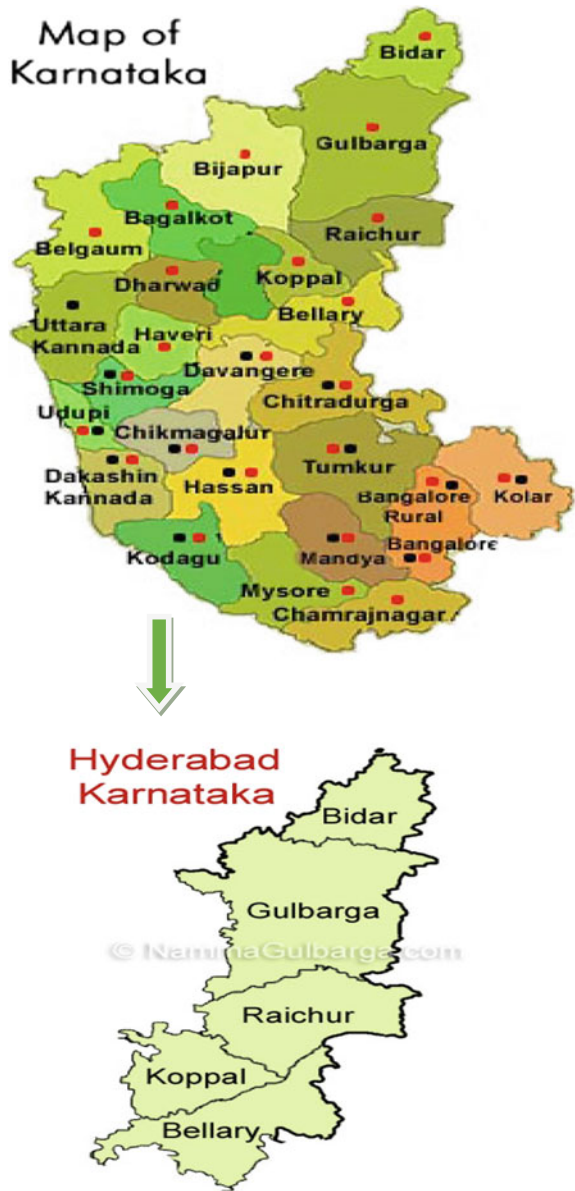 Map of
Karnataka
Bidar
Gulbarga
Bijapur
Bagalkot
Raichur
Belgaum
Koppal
Dharwad
Bellary
Uttara
Kannada
Haveri
Davangere
Shimoga
Chitradurga
Udupi
Chikmagalur
Tumkur
Dakashin
Kannada
Hassan
Bangalore
Rural
Kolar
Bangalore
Kodagu
Mandya
Mysore
Chamrajnagar
Hyderabad
Karnataka
Bidar
Gulbarga
© NammaGulbarga.com
Raichur
Koppal
Bellary